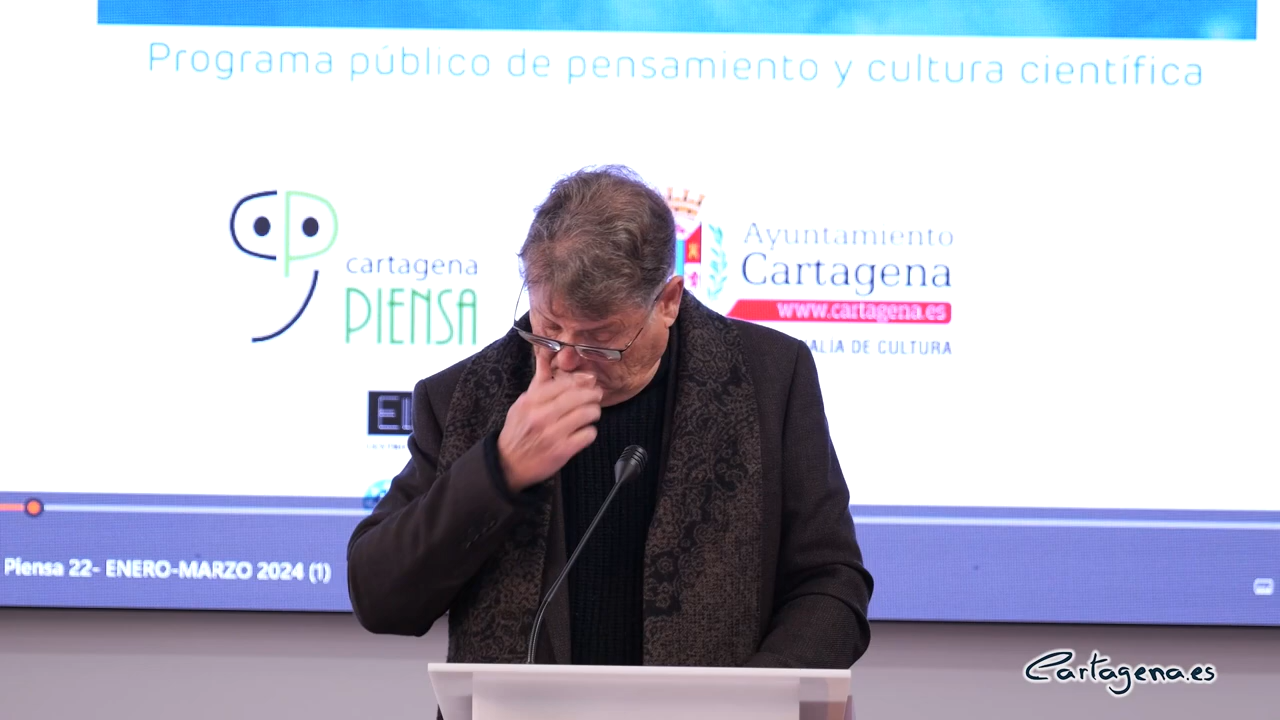 Programa público de pensamiento y cultura científica
cartagena
PIENSA
Ayuntamiento
Cartagena
www.cartagena.es
DE CULTURA
Piensa 22- ENERO-MARZO 2024 (1)
Cartagena.es